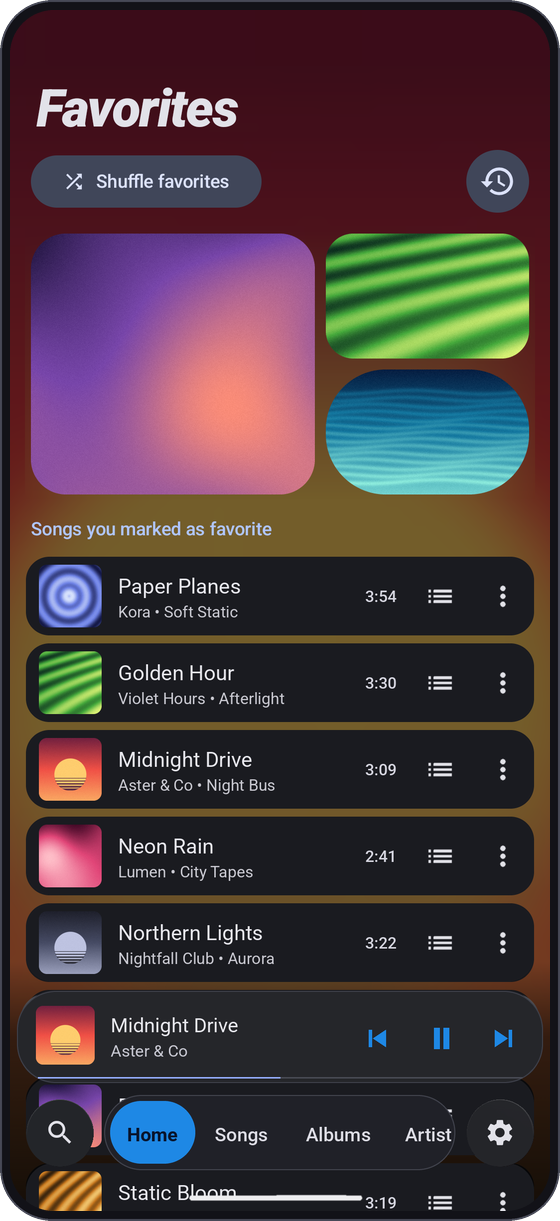 Favorites
Shuffle favorites
Songs you marked as favorite
Paper Planes
Kora • Soft Static
3:54
Golden Hour
Violet Hours • Afterlight
3:30
Midnight Drive
Aster & Co • Night Bus
3:09
Neon Rain
Lumen • City Tapes
2:41
Northern Lights
Nightfall Club • Aurora
3:22
Midnight Drive
Aster & Co
Home
Songs
Albums
Artist
Static Bloom
3:19